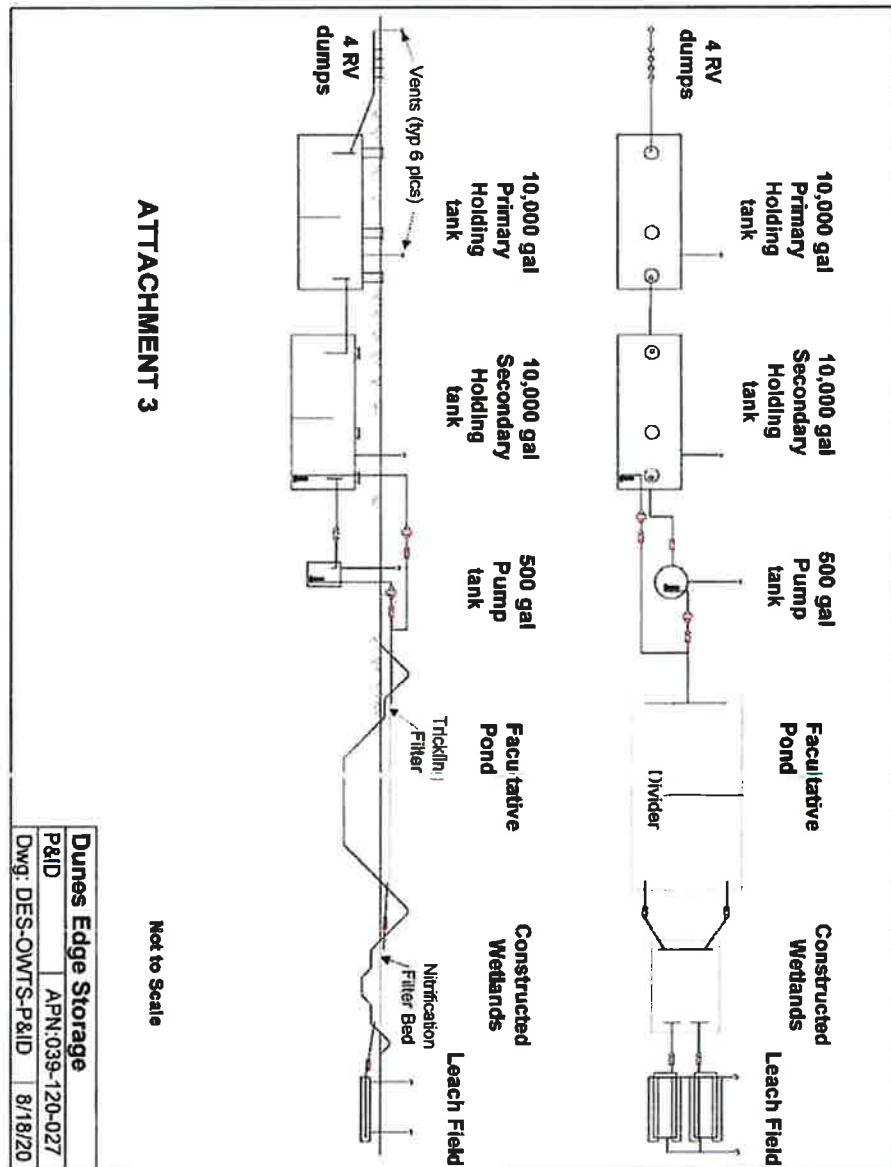 4 RV
dumps
10,000 gal
Primary
Holding
tank
10,000 gal
Secondary
Holding
tank
500 gal
Pump
tank
Facultative
Pond
Divider
Constructed
Wetlands
Leach Field
4 RV
dumps
Vents (typ 6 plcs)
10,000 gal
Primary
Holding
tank
10,000 gal
Secondary
Holding
tank
500 gal
Pump
tank
Facultative
Pond
Trickling
Filter
Constructed
Wetlands
Nitrification
Filter Bed
Leach Field
ATTACHMENT 3
Not to Scale
Dunes Edge Storage
P&ID APN:039-120-027
Dwg: DES-OWTS-P&ID 8/18/20